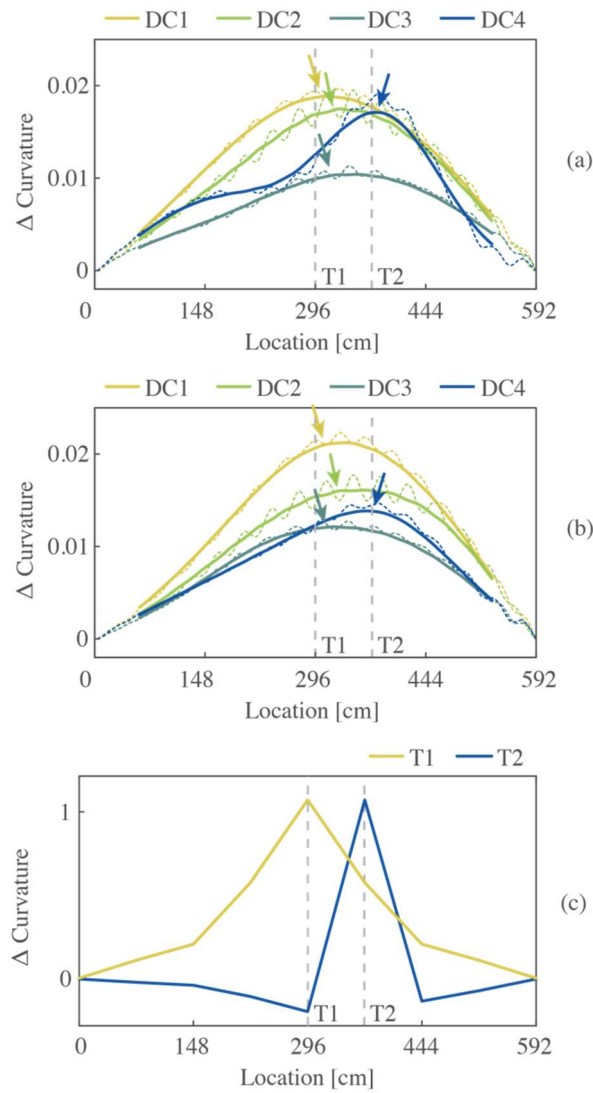 DC1 DC2 DC3 DC4
0.02
0.01
0
Δ Curvature
T1 T2
(a)
0 148 296 444 592
Location [cm]
DC1 DC2 DC3 DC4
0.02
0.01
0
Δ Curvature
T1 T2
(b)
0 148 296 444 592
Location [cm]
T1 T2
1
0
Δ Curvature
T1 T2
(c)
0 148 296 444 592
Location [cm]